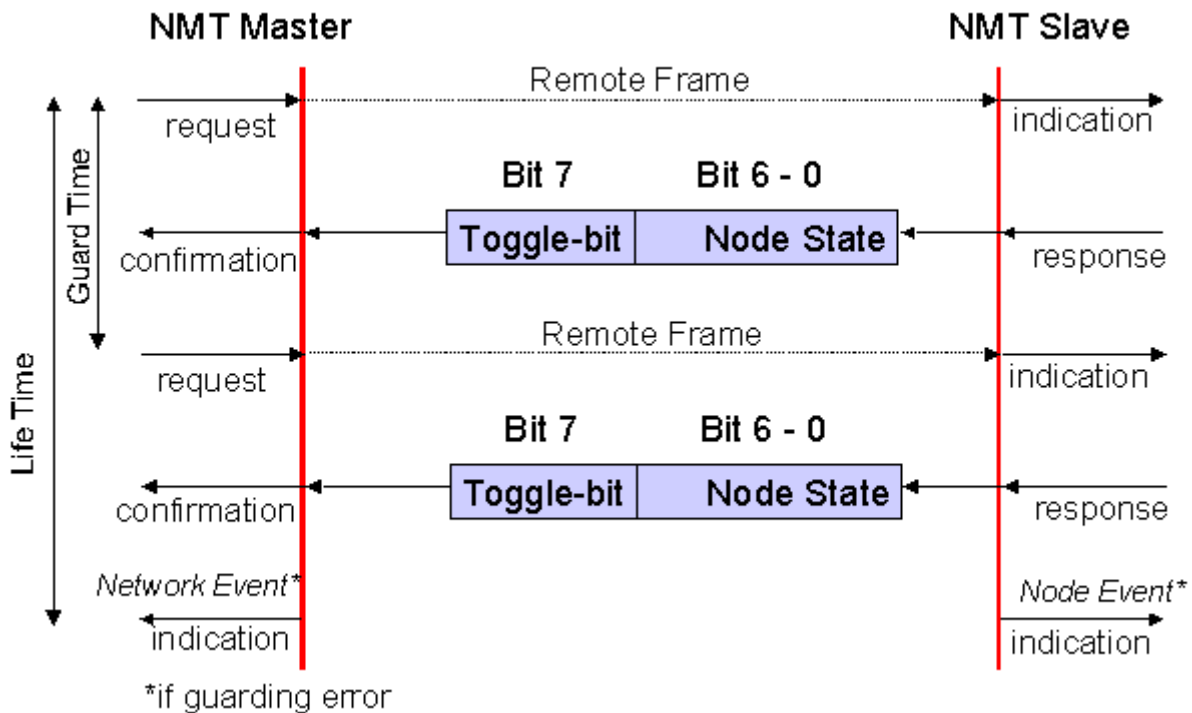 NMT Master NMT Slave
Remote Frame
request indication
Bit 7 Bit 6 - 0
Toggle-bit Node State
confirmation response
Guard Time
Remote Frame
request indication
Life Time
Bit 7 Bit 6 - 0
Toggle-bit Node State
confirmation response
Network Event* Node Event*
indication indication
*if guarding error